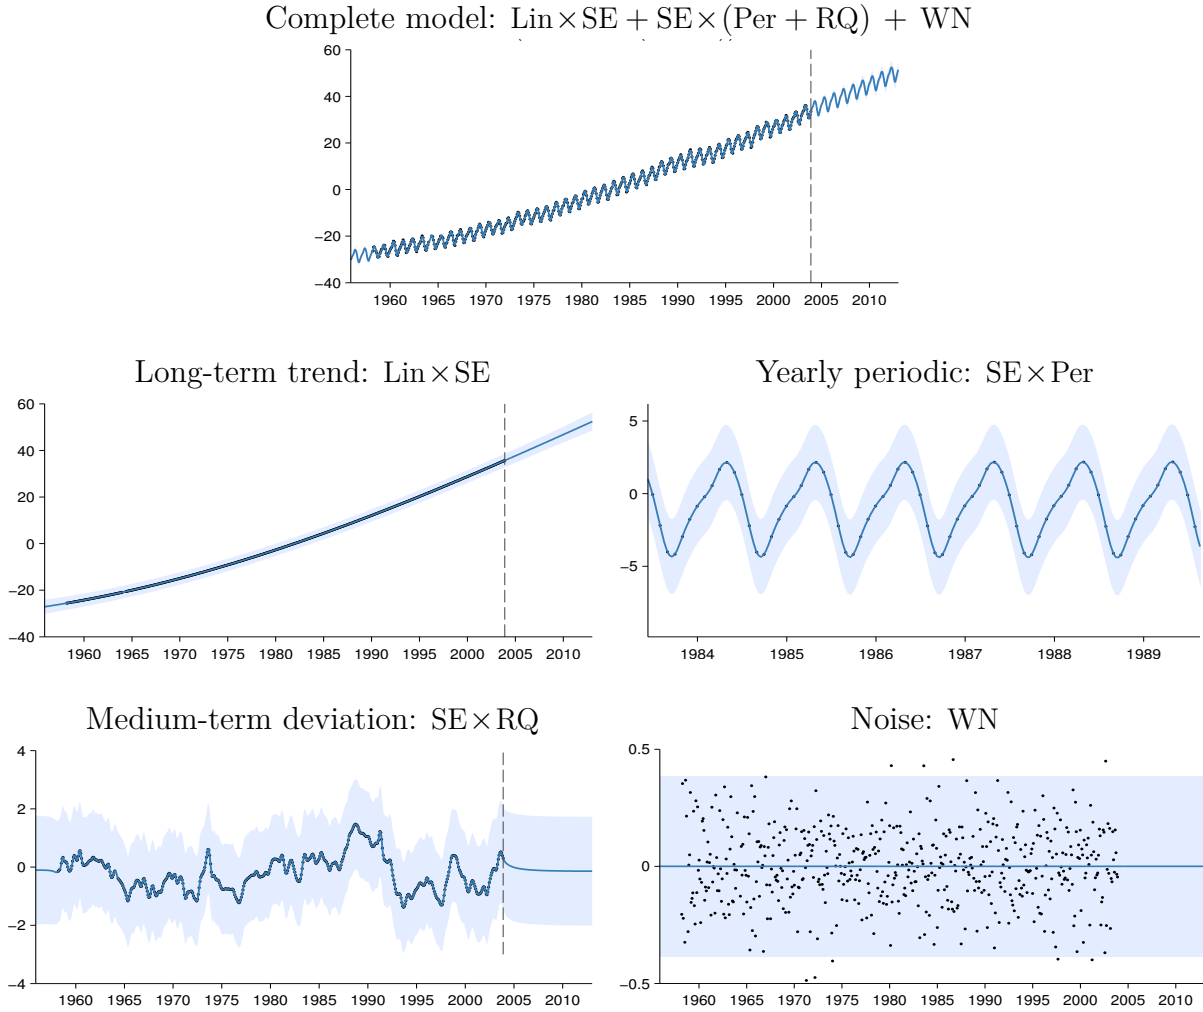 Complete model: Lin×SE + SE×(Per + RQ) + WN
60
40
20
0
−20
−40
1960 1965 1970 1975 1980 1985 1990 1995 2000 2005 2010
Long-term trend: Lin×SE
60
40
20
0
−20
−40
1960 1965 1970 1975 1980 1985 1990 1995 2000 2005 2010
Yearly periodic: SE×Per
5
0
−5
1984 1985 1986 1987 1988 1989
Medium-term deviation: SE×RQ
4
2
0
−2
−4
1960 1965 1970 1975 1980 1985 1990 1995 2000 2005 2010
Noise: WN
0.5
0
−0.5
1960 1965 1970 1975 1980 1985 1990 1995 2000 2005 2010